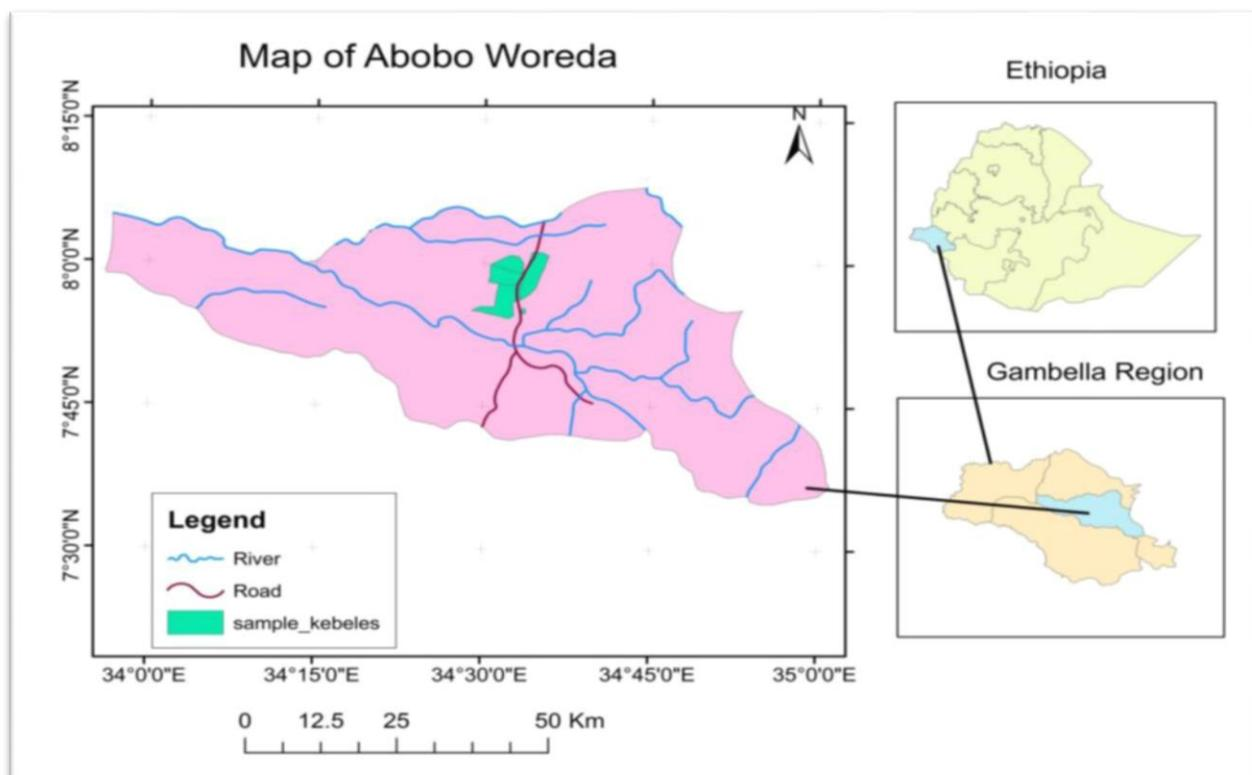 Map of Abobo Woreda
Ethiopia
N
8°15'0"N
8°0'0"N
7°45'0"N
7°30'0"N
Gambella Region
Legend
River
Road
sample_kebeles
34°0'0"E 34°15'0"E 34°30'0"E 34°45'0"E 35°0'0"E
0 12.5 25 50 Km